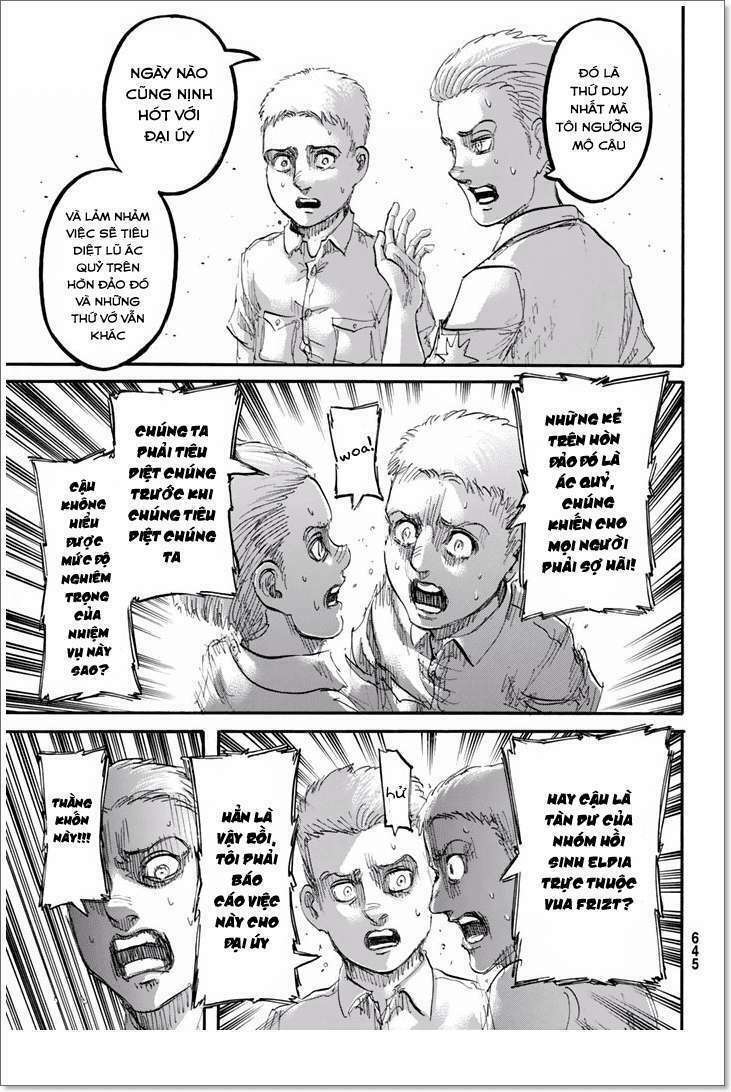 ĐÓ LÀ
THỨ DUY
NHẤT MÀ
TÔI NGƯỠNG
MỘ CẬU
NGÀY NÀO
CŨNG NỊNH
HÓT VỚI
ĐẠI ÚY
VÀ LẢM NHẢM
VIỆC SẼ TIÊU
DIỆT LŨ ÁC
QUỶ TRÊN
HÒN ĐẢO ĐÓ
VÀ NHỮNG
THỨ VỚ VẨN
KHÁC
NHỮNG KẺ
TRÊN HÒN
ĐẢO ĐÓ LÀ
ÁC QUỶ,
CHÚNG
KHIẾN CHO
MỌI NGƯỜI
PHẢI SỢ HÃI!
woa!
CHÚNG TA
PHẢI TIÊU
DIỆT CHÚNG
TRƯỚC KHI
CHÚNG TIÊU
DIỆT CHÚNG
TA
CẬU
KHÔNG
HIỂU ĐƯỢC
MỨC ĐỘ
NGHIÊM
TRỌNG
CỦA
NHIỆM
VỤ NÀY
SAO?
HAY CẬU LÀ
TÀN DƯ CỦA
NHÓM HỒI
SINH ELDIA
TRỰC THUỘC
VUA FRIZT?
hử
HẲN LÀ
VẬY RỒI,
TÔI PHẢI
BÁO
CÁO VIỆC
NÀY CHO
ĐẠI ÚY
THẰNG
KHỐN
NÀY!!!
645